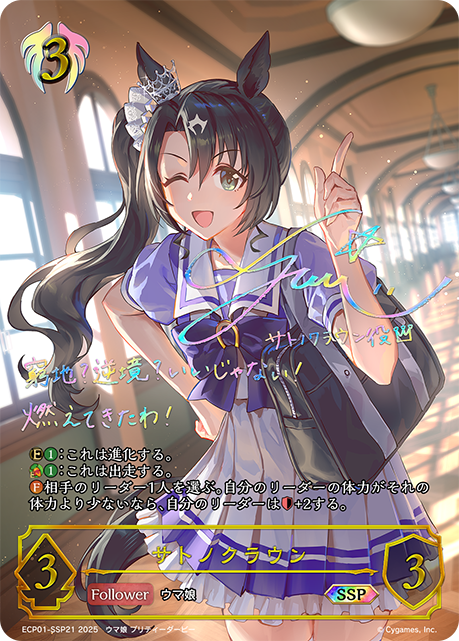 3
サトノクラウン役
窮地？逆境？いいじゃない！
燃えてきたわ！
E 1：これは進化する。
1：これは出走する。
F 相手のリーダー1人を選ぶ。自分のリーダーの体力がそれの
体力より少ないなら、自分のリーダーは+2する。
サトノクラウン
3
3
Follower ウマ娘 SSP
ECP01-SSP21 2025 ウマ娘 プリティーダービー © Cygames, Inc.